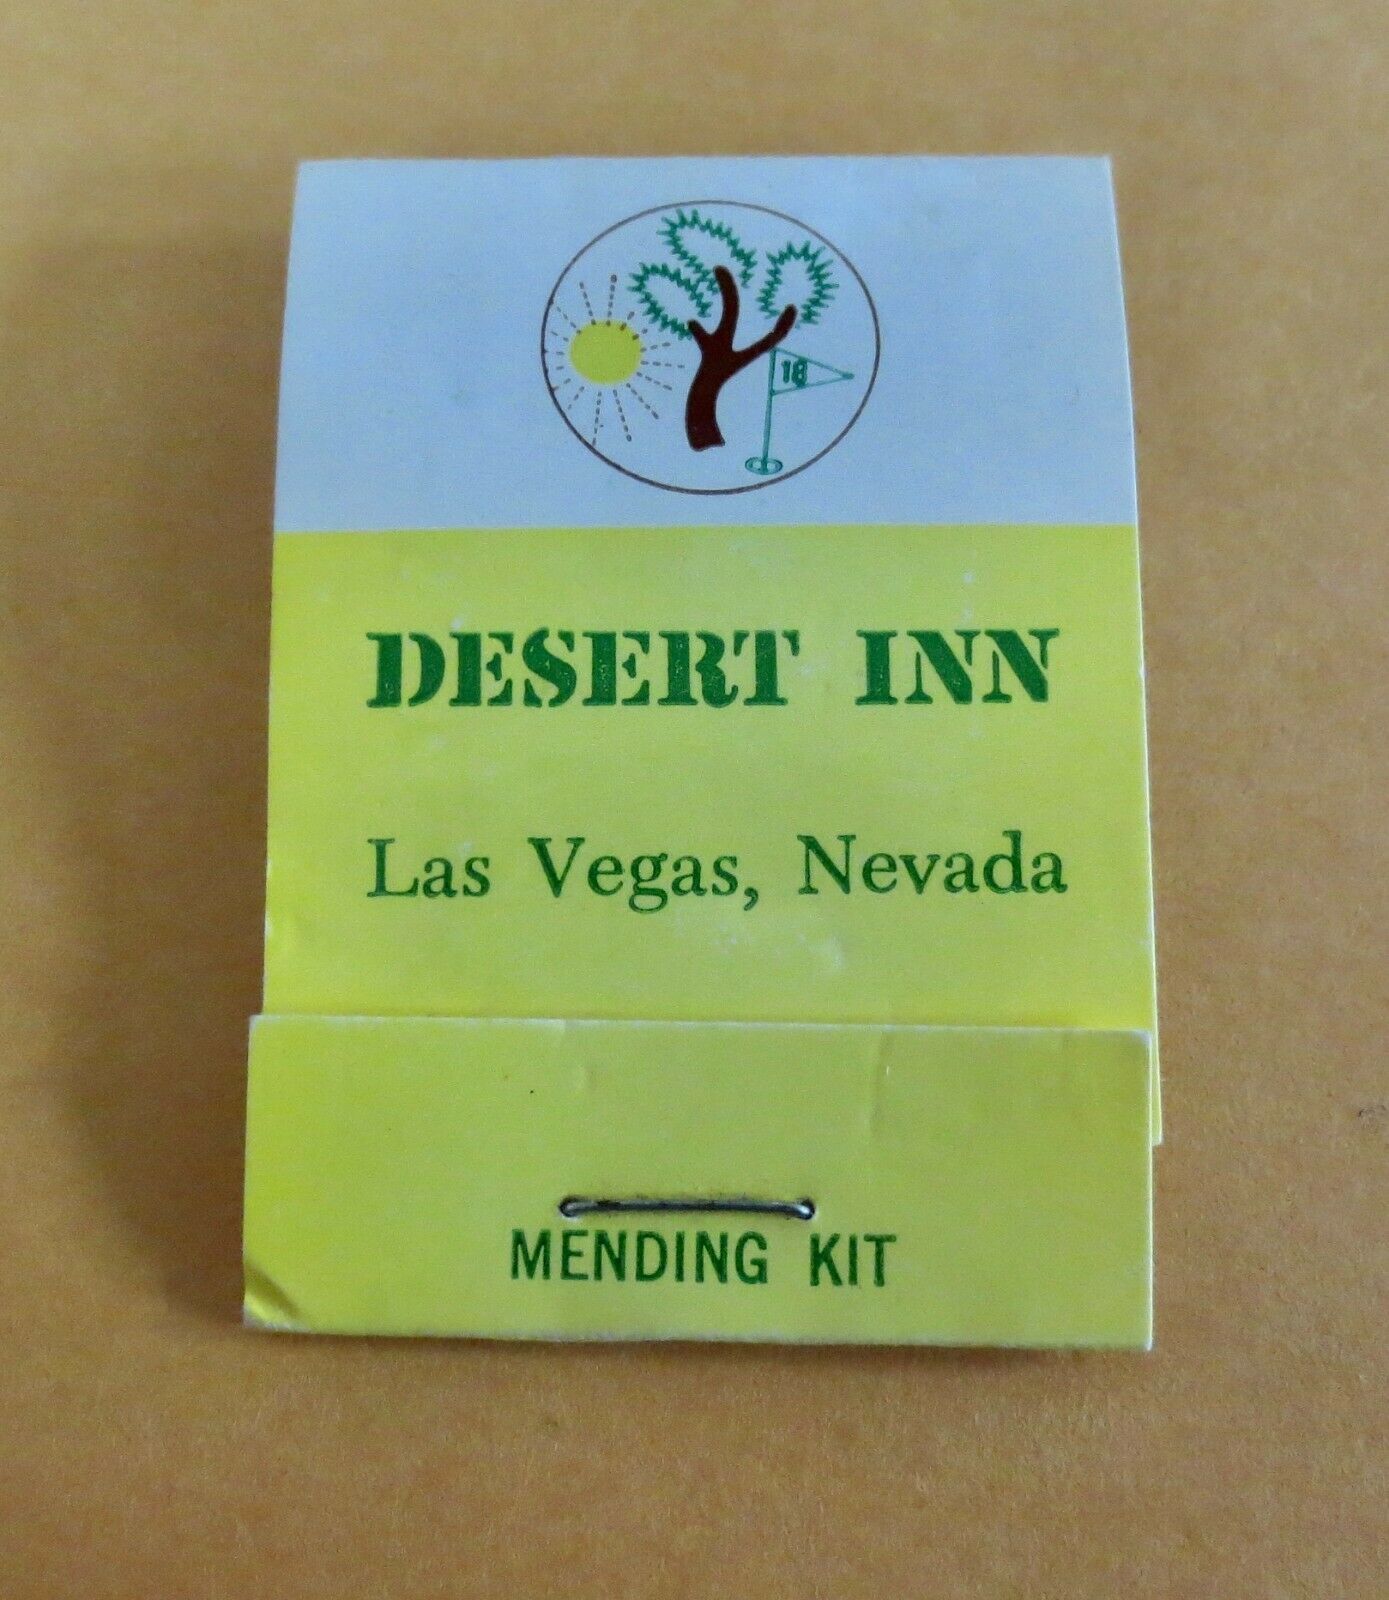 18
DESERT INN
Las Vegas, Nevada
MENDING KIT